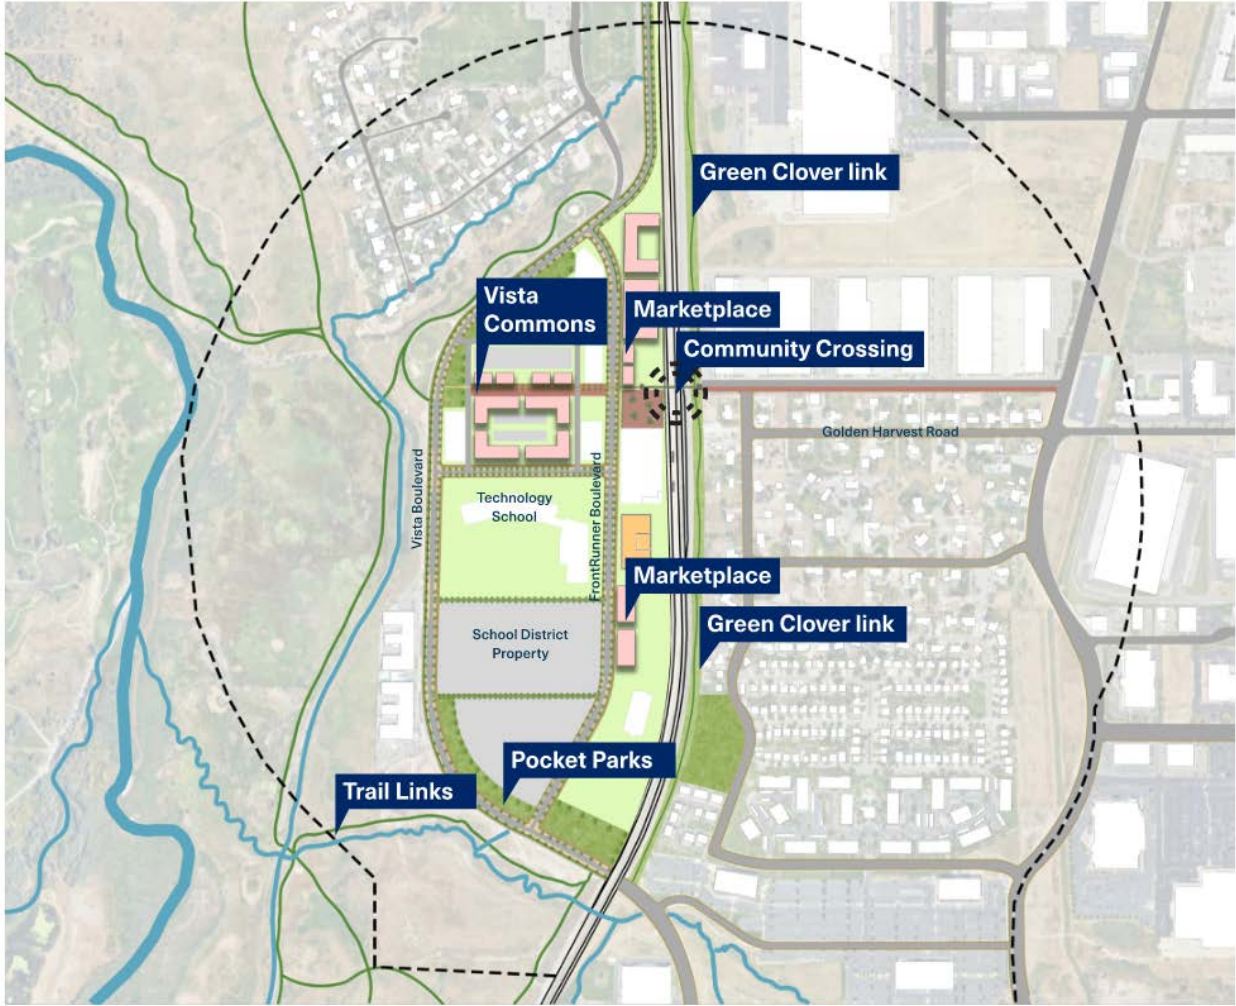 Green Clover link
Vista
Commons
Marketplace
Community Crossing
Golden Harvest Road
Vista Boulevard
FrontRunner Boulevard
Technology
School
Marketplace
Green Clover link
School District
Property
Pocket Parks
Trail Links